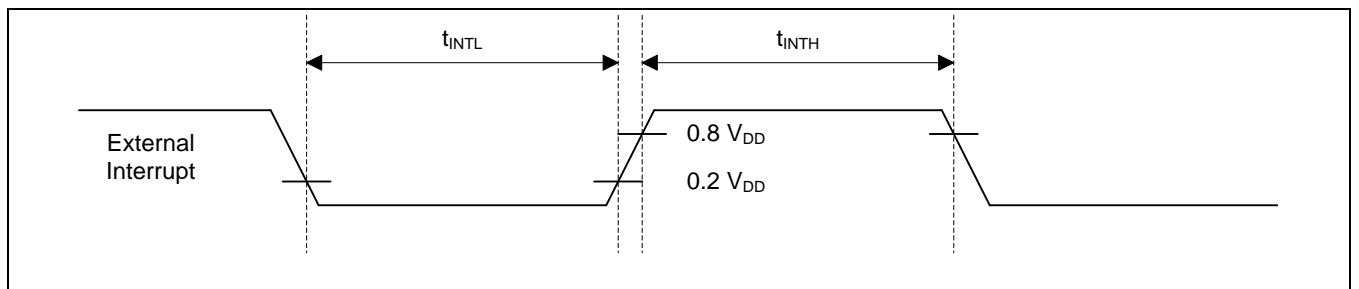 tINTL
tINTH
External
Interrupt
0.8 VDD
0.2 VDD